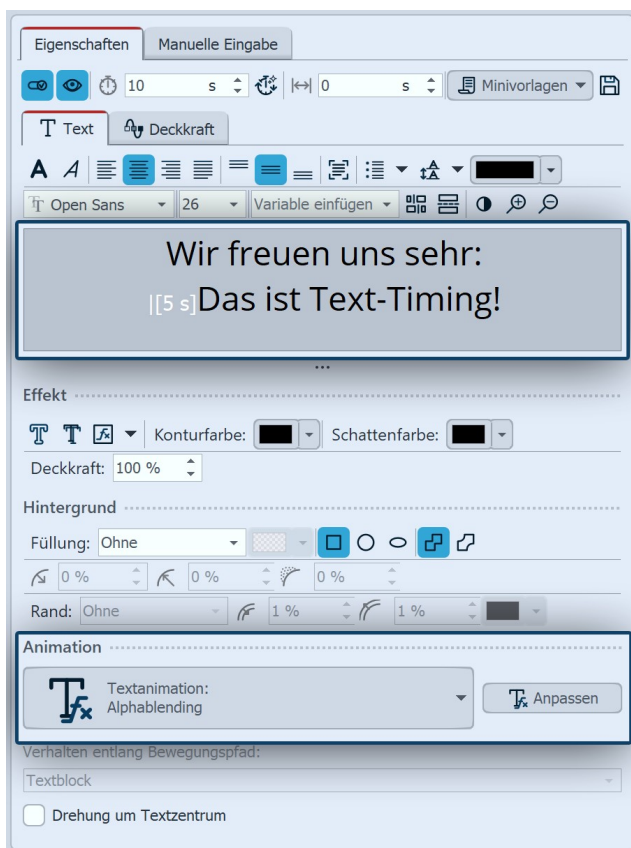 Eigenschaften Manuelle Eingabe
10 s 0 s Minivorlagen
Text Deckkraft
Open Sans 26 Variable einfügen
Wir freuen uns sehr:
|[5 s]Das ist Text-Timing!
Effekt
Konturfarbe: Schattenfarbe:
Deckkraft: 100 %
Hintergrund
Füllung: Ohne
0 % 0 % 0 %
Rand: Ohne 1 % 1 %
Animation
Textanimation:
Alphablending Anpassen
Verhalten entlang Bewegungspfad:
Textblock
Drehung um Textzentrum